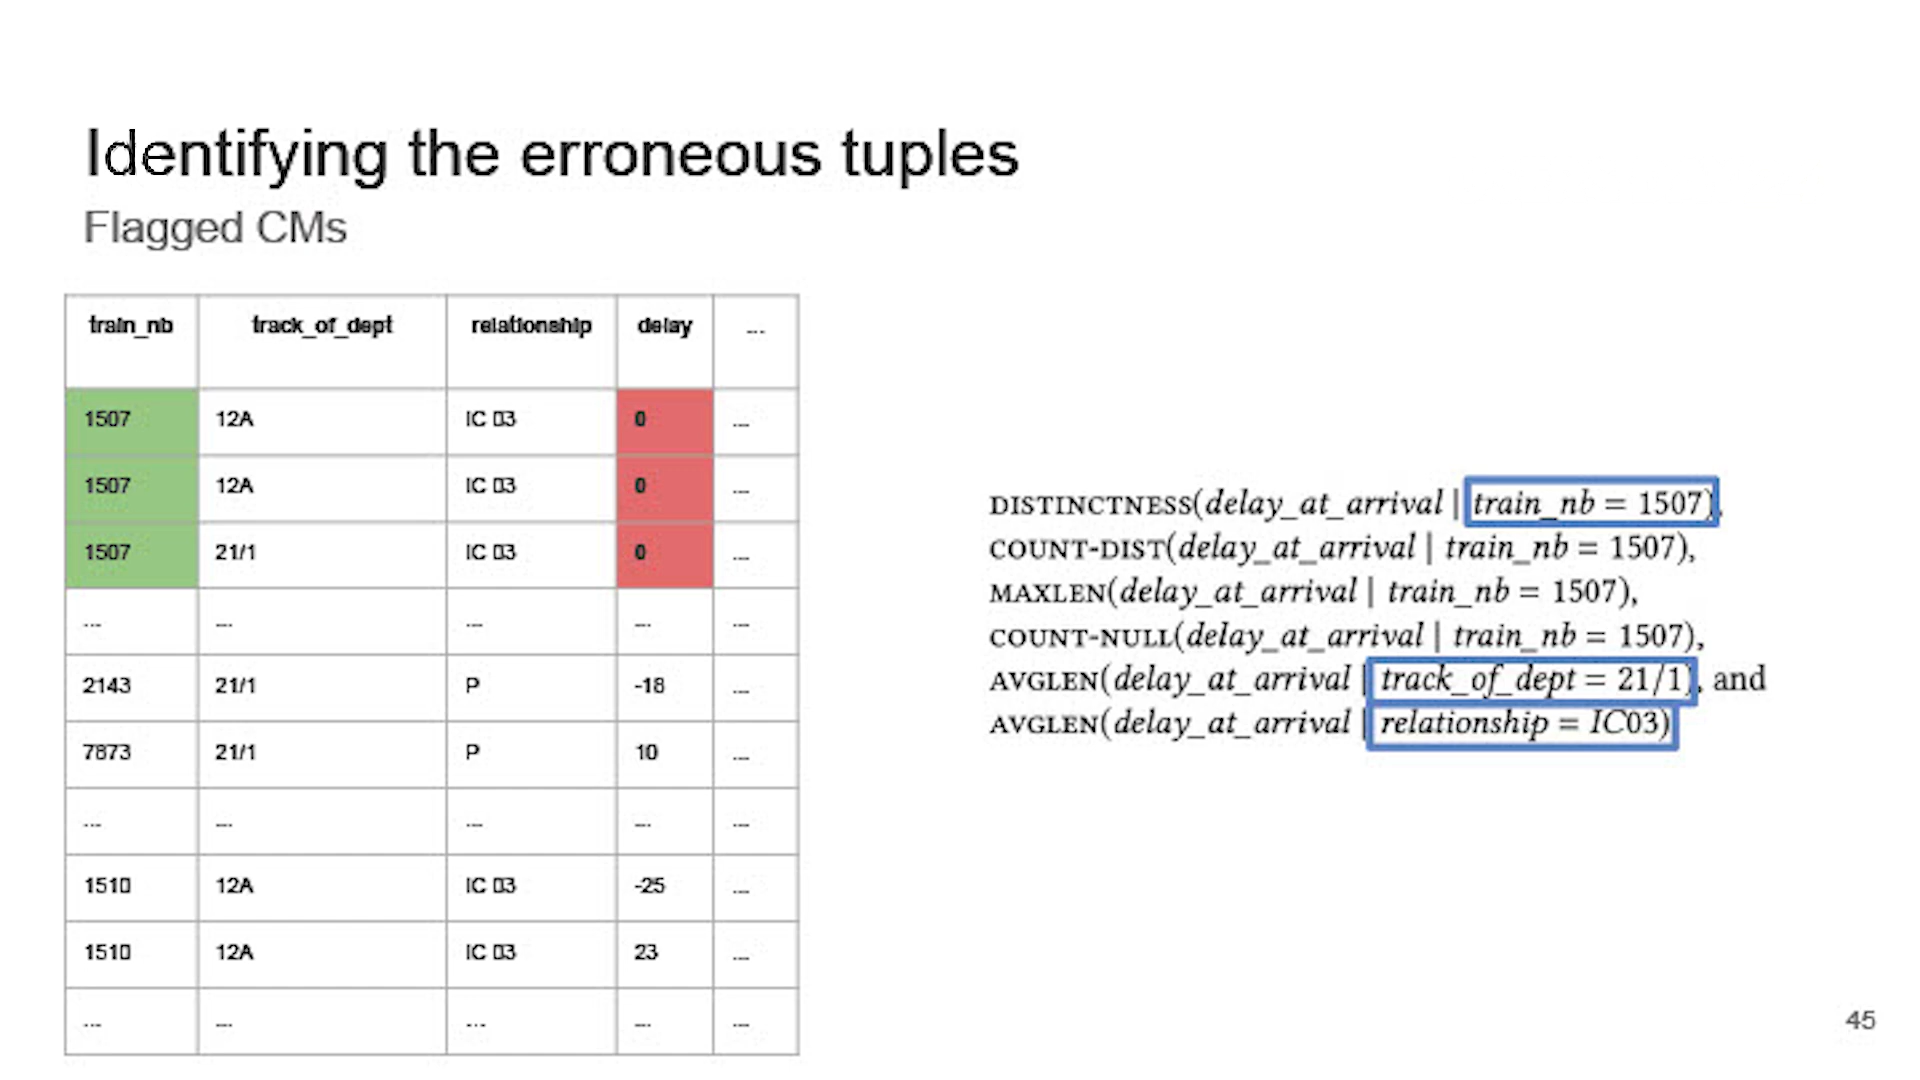 Identifying the erroneous tuples
Flagged CMs
train_nb track_of_dept relationship delay ...
1507 12A IC 03 0 ...
1507 12A IC 03 0 ...
1507 21/1 IC 03 0 ...
... ... ... ... ...
2143 21/1 P -18 ...
7873 21/1 P 10 ...
... ... ... ... ...
1510 12A IC 03 -25 ...
1510 12A IC 03 23 ...
... ... ... ... ...
DISTINCTNESS(delay_at_arrival | train_nb = 1507),
COUNT-DIST(delay_at_arrival | train_nb = 1507),
MAXLEN(delay_at_arrival | train_nb = 1507),
COUNT-NULL(delay_at_arrival | train_nb = 1507),
AVGLEN(delay_at_arrival | track_of_dept = 21/1), and
AVGLEN(delay_at_arrival | relationship = IC03)
45